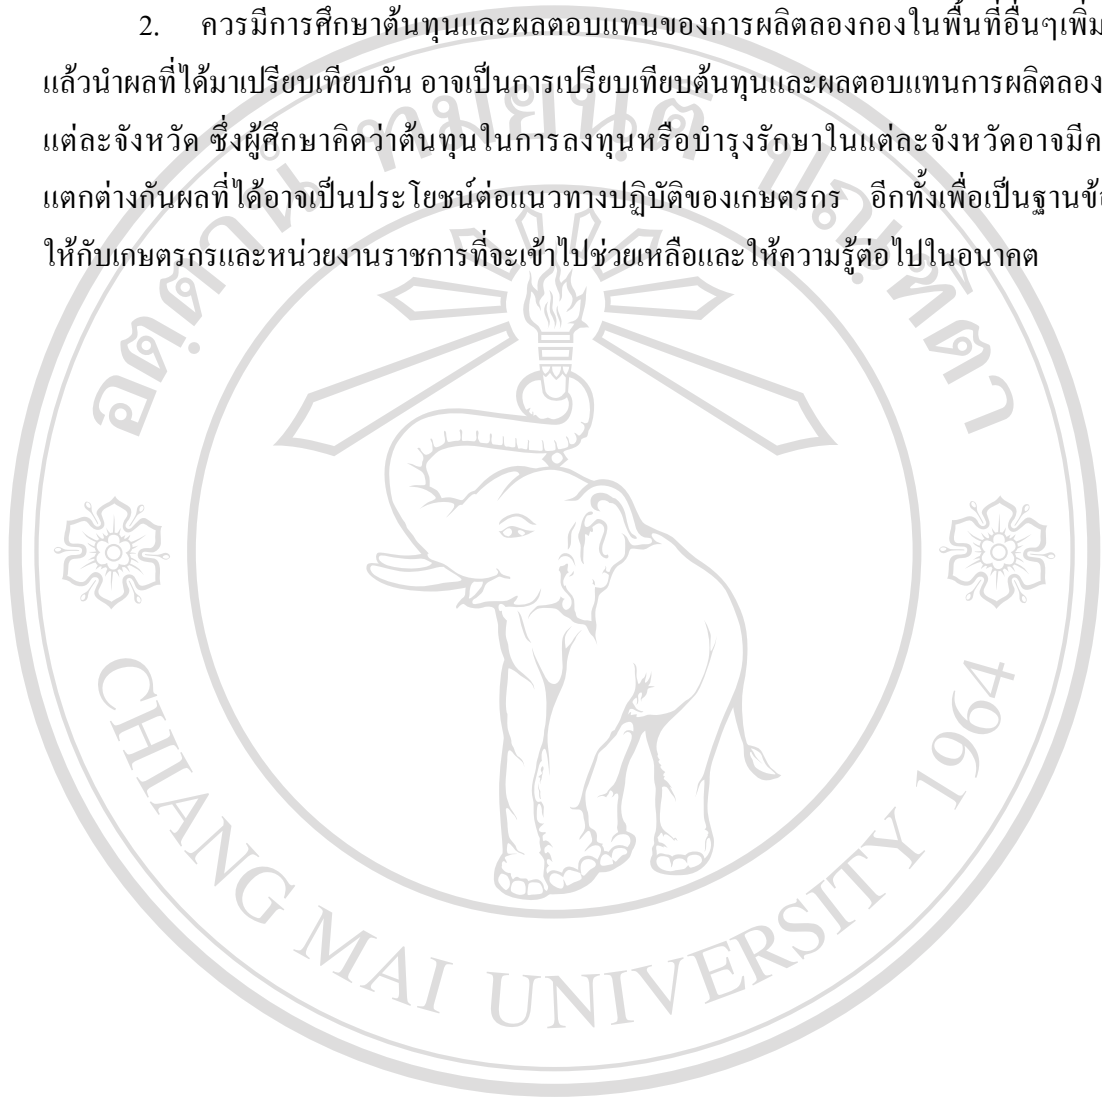 2. ควรมีการศึกษาต้นทุนและผลตอบแทนของการผลิตลองกองในพื้นที่อื่นๆเพิ่ม
แล้วนำผลที่ได้มาเปรียบเทียบกัน อาจเป็นการเปรียบเทียบต้นทุนและผลตอบแทนการผลิตลอง
แต่ละจังหวัด ซึ่งผู้ศึกษาคิดว่าต้นทุนในการลงทุนหรือบำรุงรักษาในแต่ละจังหวัดอาจมีค
แตกต่างกันผลที่ได้อาจเป็นประโยชน์ต่อแนวทางปฏิบัติของเกษตรกร อีกทั้งเพื่อเป็นฐานข้
ให้กับเกษตรกรและหน่วยงานราชการที่จะเข้าไปช่วยเหลือและให้ความรู้ต่อไปในอนาคต
อตฺตานํ ทมยนฺติ ปณฺฑิตา
CHIANG MAI UNIVERSITY 1964